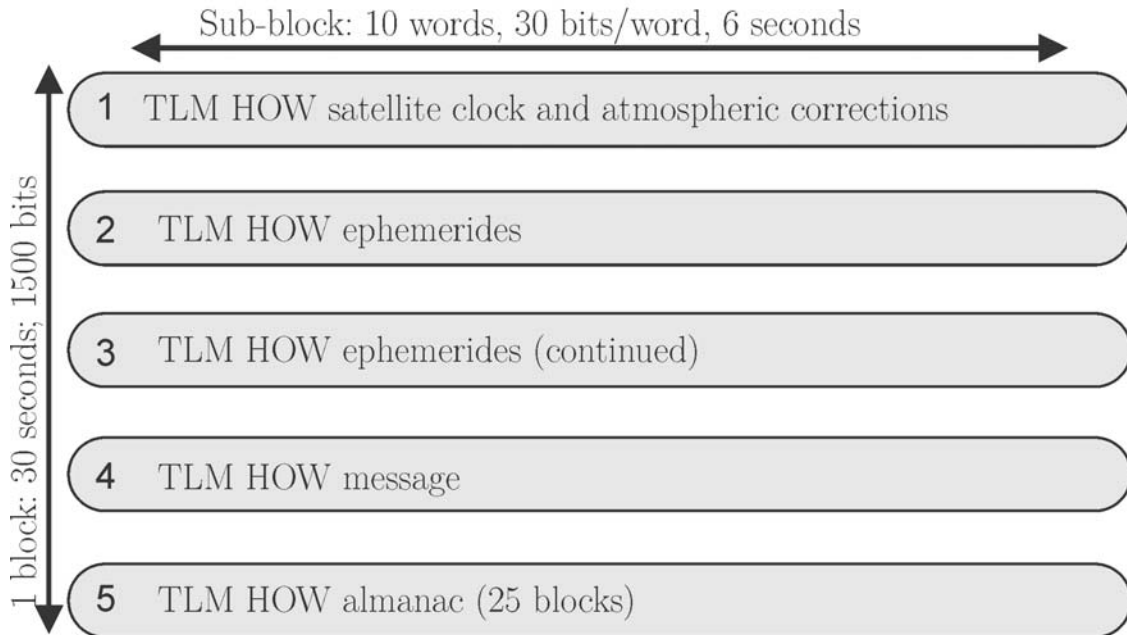 Sub-block: 10 words, 30 bits/word, 6 seconds
1 block: 30 seconds; 1500 bits
1 TLM HOW satellite clock and atmospheric corrections
2 TLM HOW ephemerides
3 TLM HOW ephemerides (continued)
4 TLM HOW message
5 TLM HOW almanac (25 blocks)